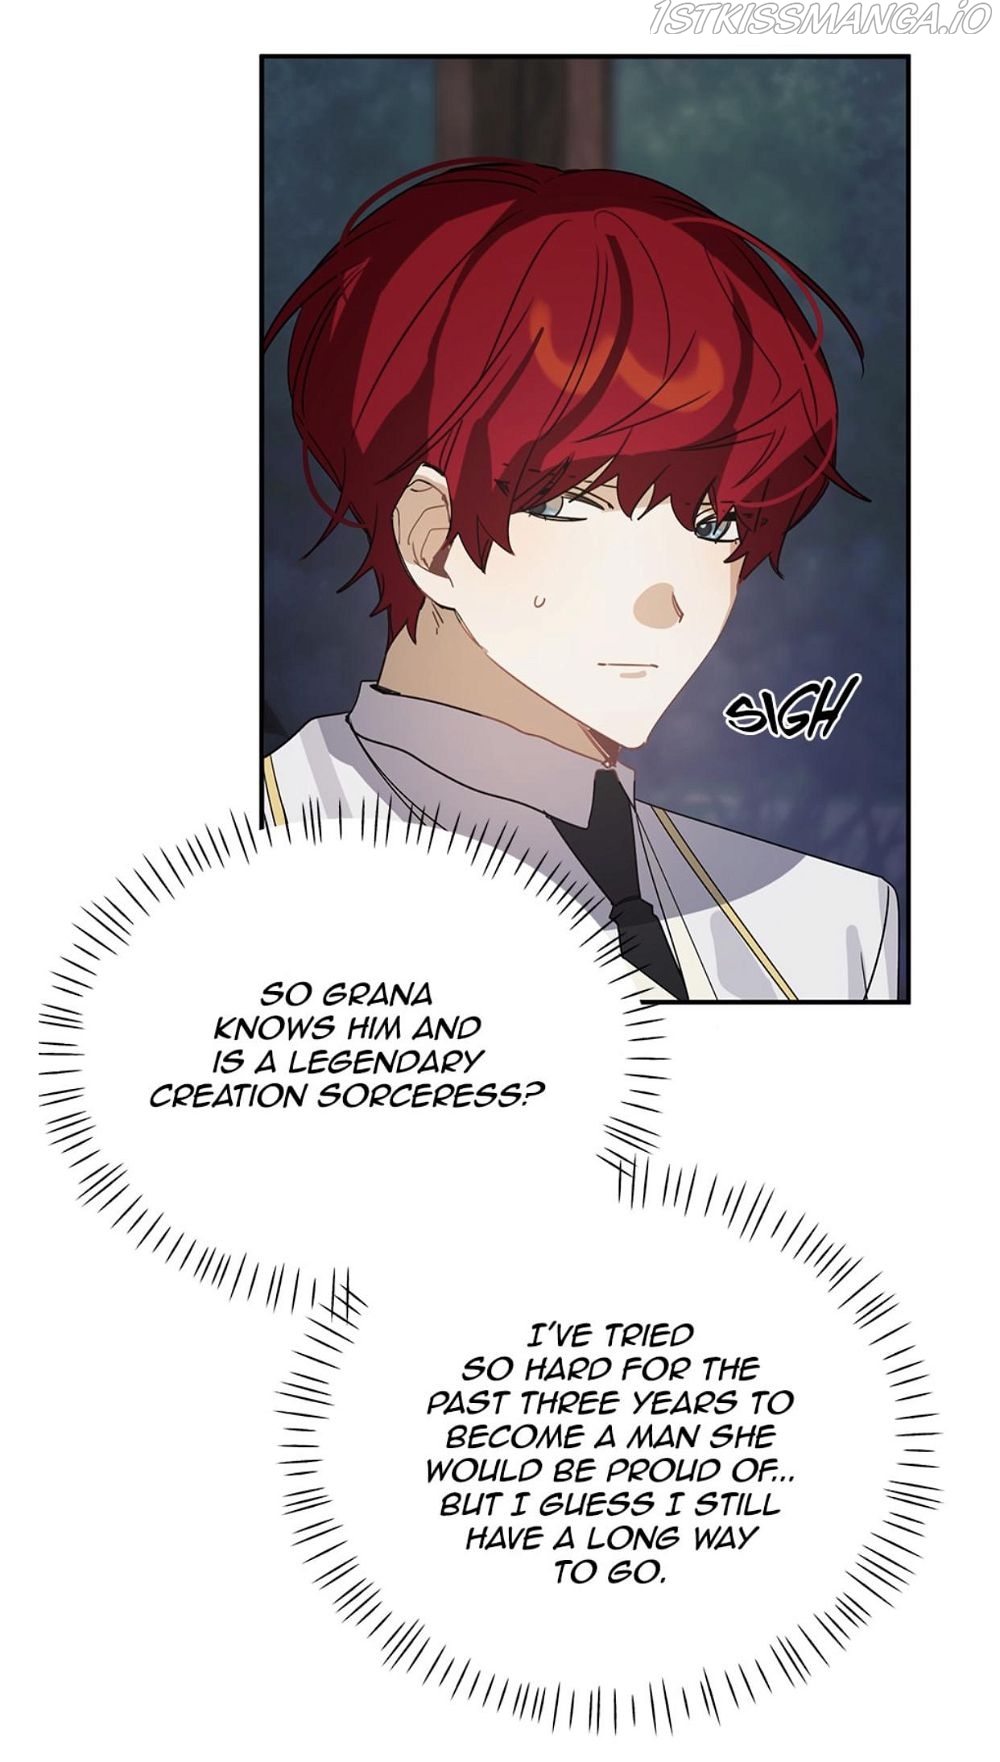 1STKISSMANGA.iO
SIGH
SO GRANA
KNOWS HIM AND
IS A LEGENDARY
CREATION SORCERESS?
I'VE TRIED
SO HARD FOR THE
PAST THREE YEARS TO
BECOME A MAN SHE
WOULD BE PROUD OF...
BUT I GUESS I STILL
HAVE A LONG WAY
TO GO.